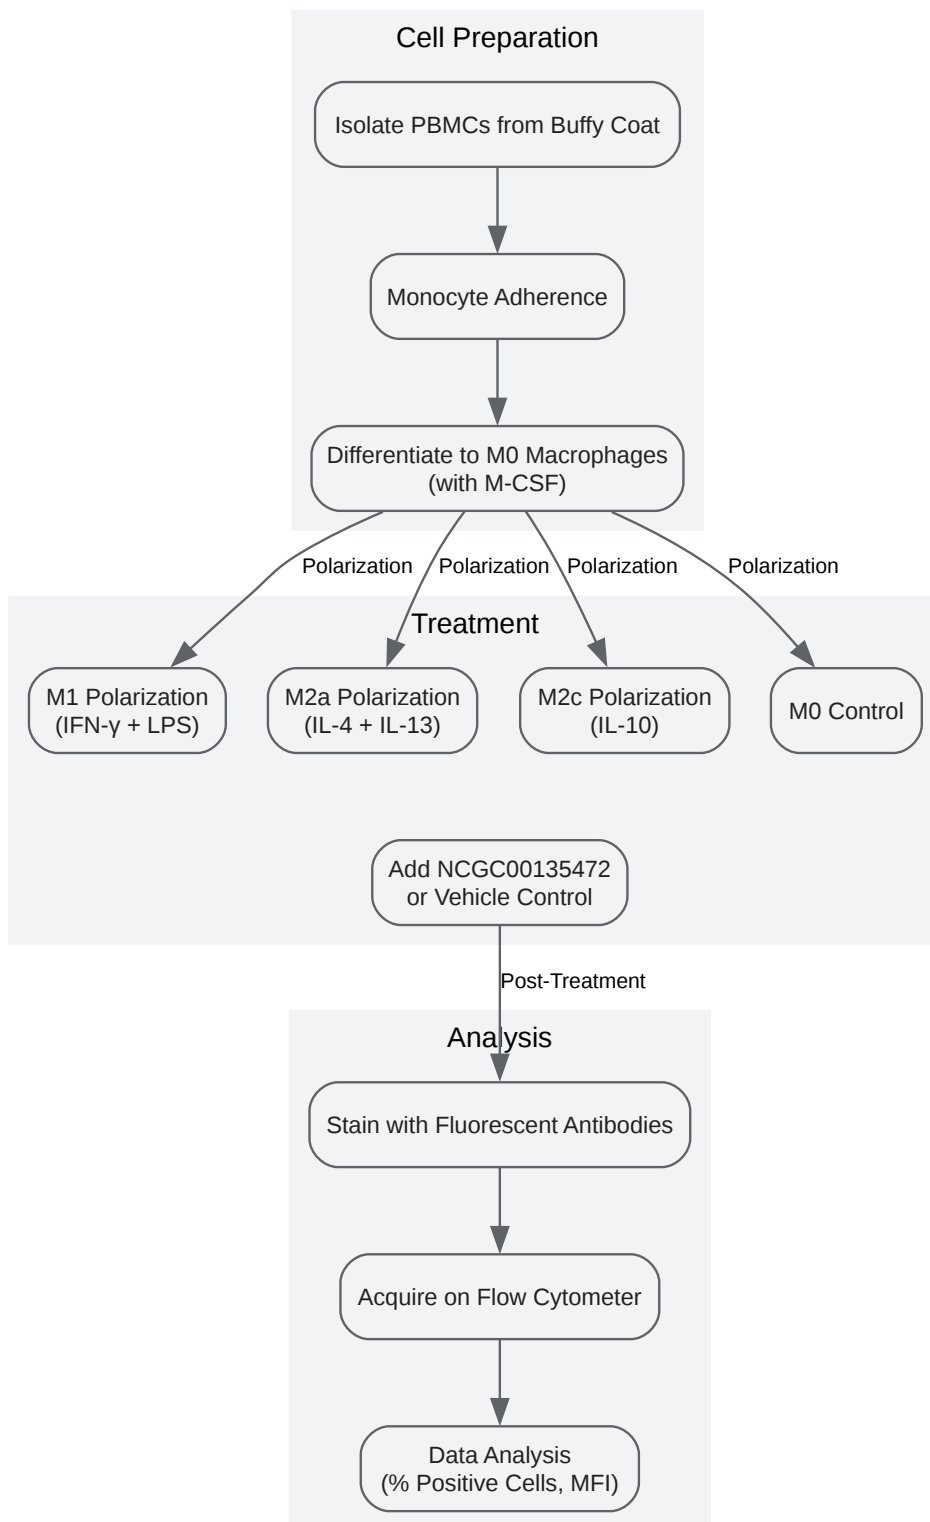 Cell Preparation
Isolate PBMCs from Buffy Coat
Monocyte Adherence
Differentiate to M0 Macrophages
(with M-CSF)
Polarization
Polarization
Polarization
Polarization
Treatment
M1 Polarization
(IFN-γ + LPS)
M2a Polarization
(IL-4 + IL-13)
M2c Polarization
(IL-10)
M0 Control
Add NCGC00135472
or Vehicle Control
Post-Treatment
Analysis
Stain with Fluorescent Antibodies
Acquire on Flow Cytometer
Data Analysis
(% Positive Cells, MFI)